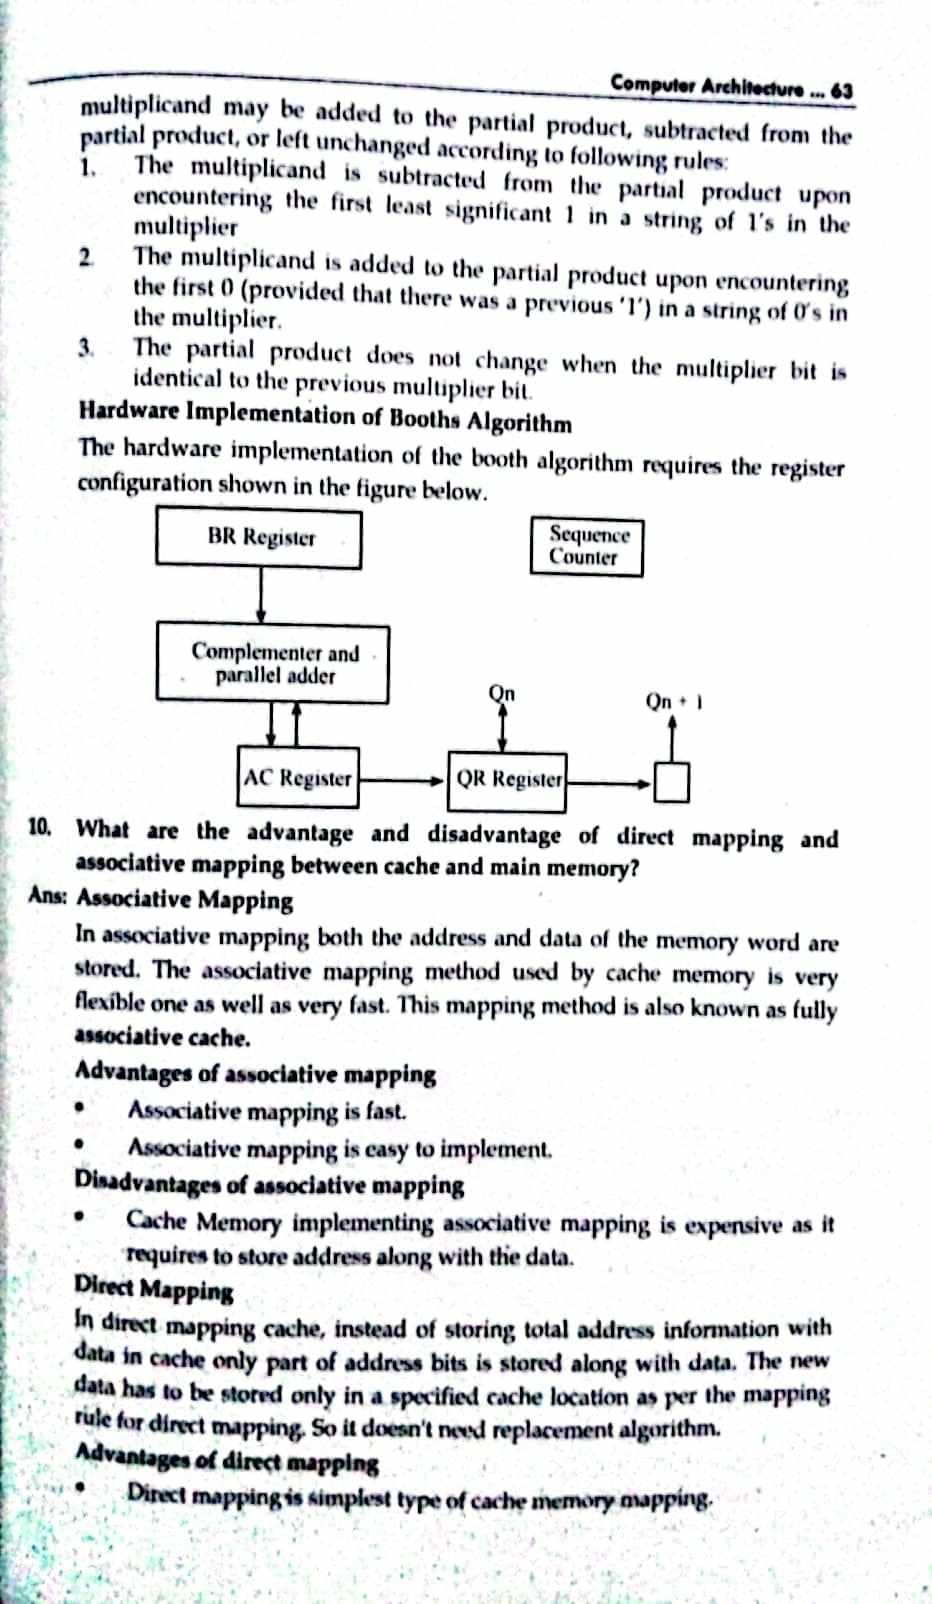 Computer Architecture ... 63
multiplicand may be added to the partial product, subtracted from the
partial product, or left unchanged according to following rules:
1. The multiplicand is subtracted from the partial product upon
encountering the first least significant 1 in a string of 1's in the
multiplier
2. The multiplicand is added to the partial product upon encountering
the first 0 (provided that there was a previous '1') in a string of 0's in
the multiplier.
3. The partial product does not change when the multiplier bit is
identical to the previous multiplier bit.
Hardware Implementation of Booths Algorithm
The hardware implementation of the booth algorithm requires the register
configuration shown in the figure below.
BR Register
Sequence
Counter
Complementer and
parallel adder
Qn
Qn + 1
AC Register
QR Register
10. What are the advantage and disadvantage of direct mapping and
associative mapping between cache and main memory?
Ans: Associative Mapping
In associative mapping both the address and data of the memory word are
stored. The associative mapping method used by cache memory is very
flexible one as well as very fast. This mapping method is also known as fully
associative cache.
Advantages of associative mapping
• Associative mapping is fast.
• Associative mapping is easy to implement.
Disadvantages of associative mapping
• Cache Memory implementing associative mapping is expensive as it
requires to store address along with the data.
Direct Mapping
In direct mapping cache, instead of storing total address information with
data in cache only part of address bits is stored along with data. The new
data has to be stored only in a specified cache location as per the mapping
rule for direct mapping. So it doesn't need replacement algorithm.
Advantages of direct mapping
• Direct mapping is simplest type of cache memory mapping.